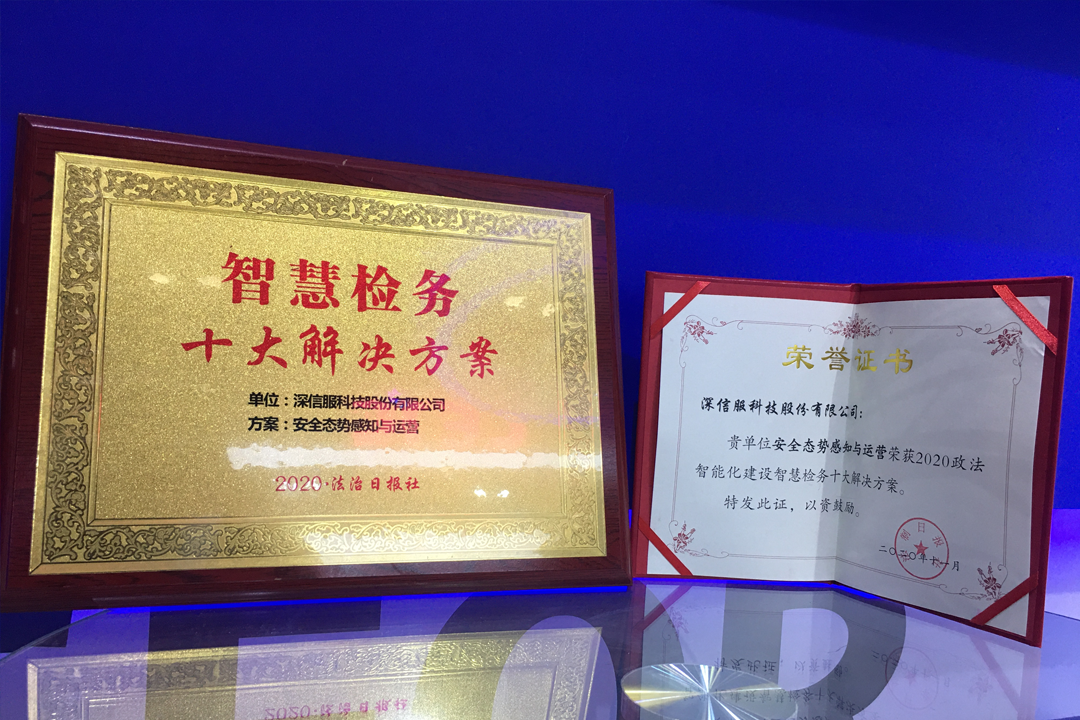 智慧检务
十大解决方案
单位：深信服科技股份有限公司
方案：安全态势感知与运营
2020·法治日报社
荣誉证书
深信服科技股份有限公司：
贵单位安全态势感知与运营荣获2020政法
智能化建设智慧检务十大解决方案。
特发此证，以资鼓励。
二〇二〇年十一月